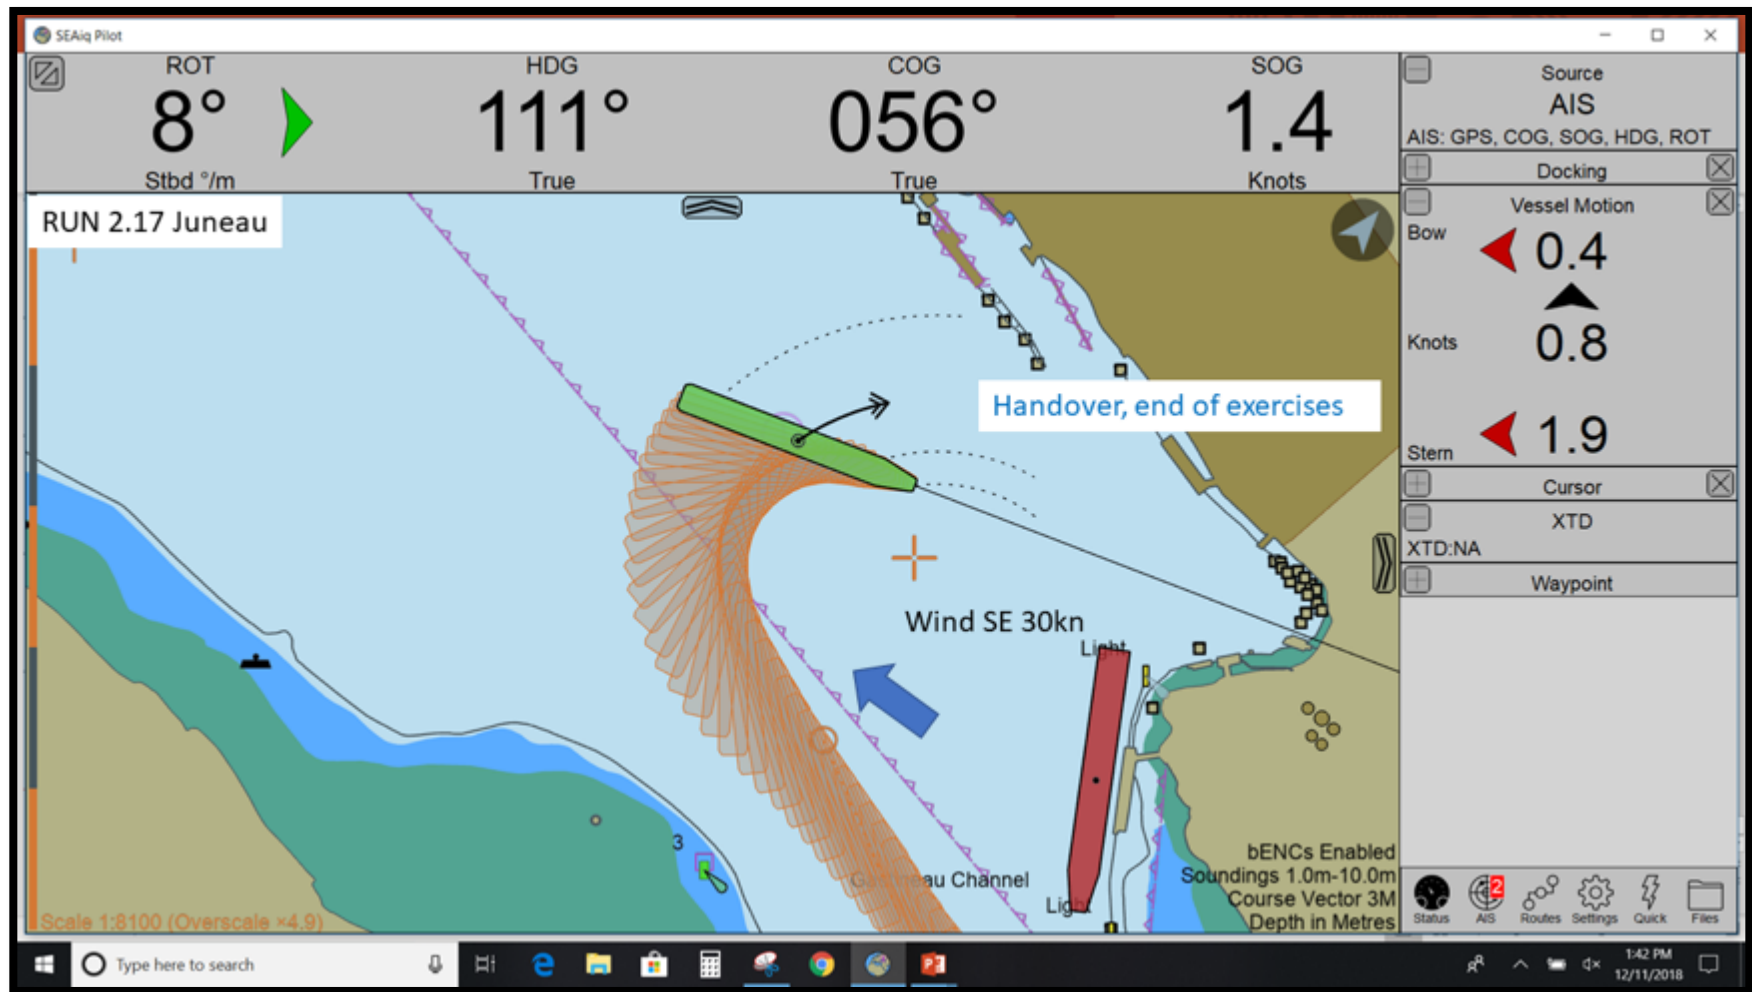 SEAiq Pilot
ROT
8°
Stbd °/m
HDG
111°
True
COG
056°
True
SOG
1.4
Knots
Source
AIS
AIS: GPS, COG, SOG, HDG, ROT
Docking
Vessel Motion
Bow
0.4
Knots
0.8
Stern
1.9
Cursor
XTD
XTD:NA
Waypoint
RUN 2.17 Juneau
Handover, end of exercises
Wind SE 30kn
Light
3
au Channel
Light
bENCs Enabled
Soundings 1.0m-10.0m
Course Vector 3M
Depth in Metres
Scale 1:8100 (Overscale ×4.9)
2
Status
AIS
Routes
Settings
Quick
Files
Type here to search
1:42 PM
12/11/2018